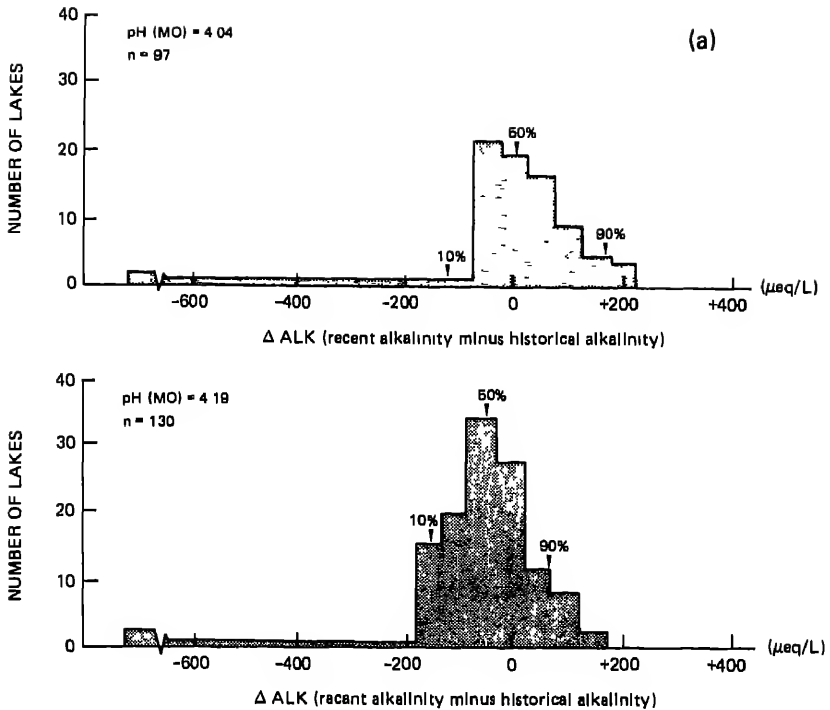 (a)
pH (MO) = 4 04
n = 97
NUMBER OF LAKES
40
30
20
10
0
10%
50%
90%
-600
-400
-200
0
+200
+400
(μeq/L)
Δ ALK (recent alkalinity minus historical alkalinity)
pH (MO) = 4 19
n = 130
NUMBER OF LAKES
40
30
20
10
0
10%
50%
90%
-600
-400
-200
0
+200
+400
(μeq/L)
Δ ALK (recant alkalinity minus historical alkalinity)